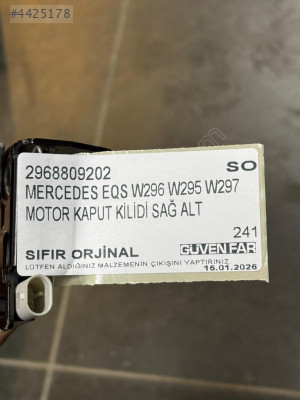 #4425178
2968809202 SO
MERCEDES EQS W296 W295 W297
MOTOR KAPUT KİLİDİ SAĞ ALT
241
SIFIR ORJİNAL GÜVEN FAR
LÜTFEN ALDIĞINIZ MALZEMENİN ÇIKIŞINI YAPTIRINIZ
16.01.2026